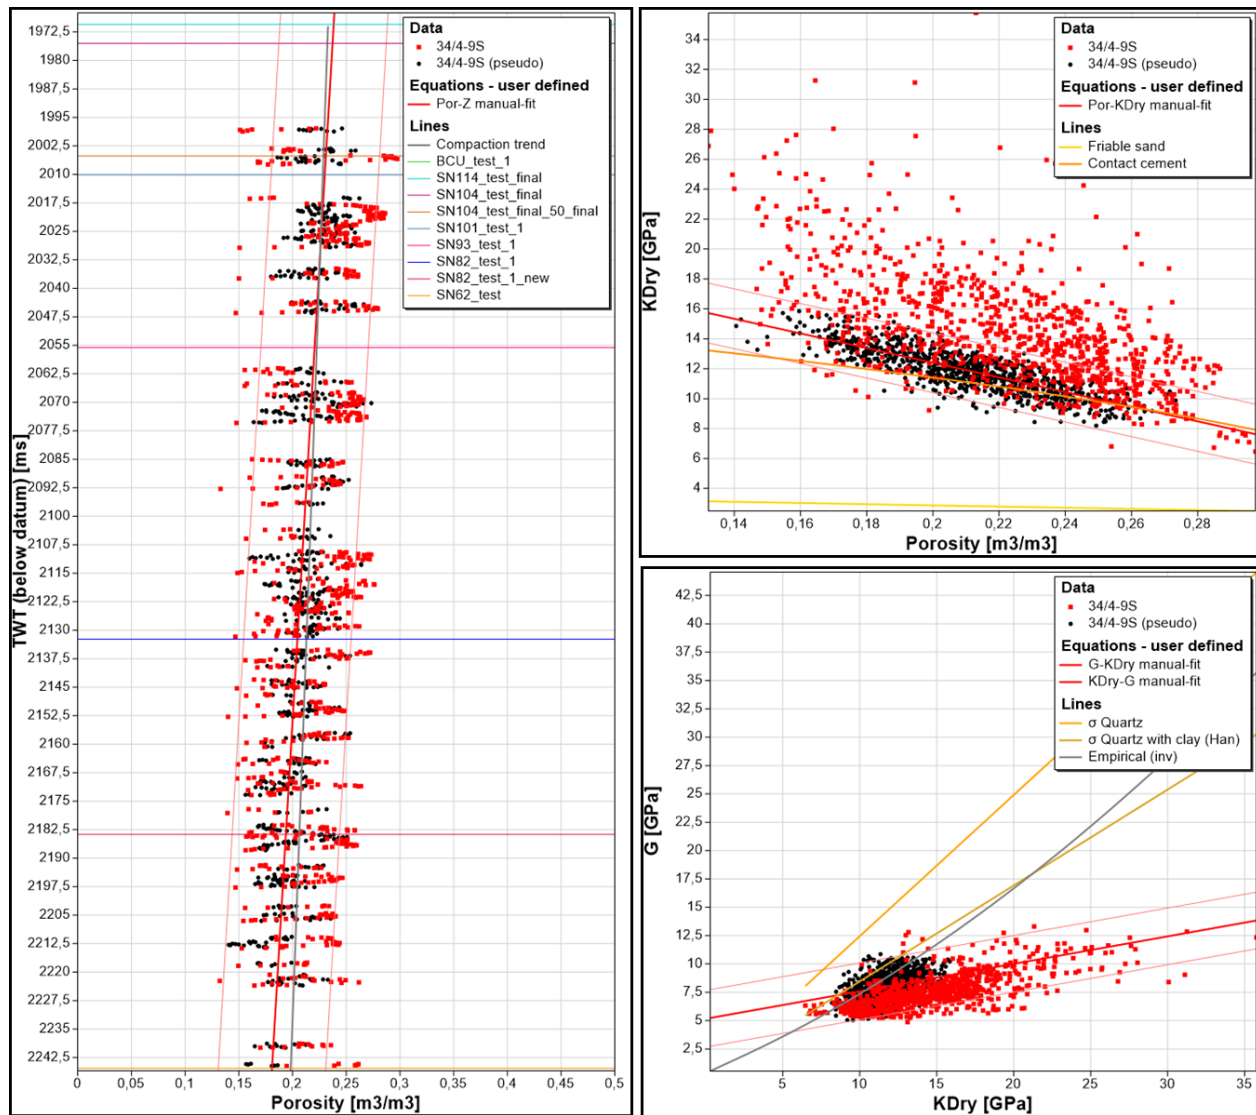 Data
34/4-9S
34/4-9S (pseudo)
Equations - user defined
Por-Z manual-fit
Lines
Compaction trend
BCU_test_1
SN114_test_final
SN104_test_final
SN104_test_final_50_final
SN101_test_1
SN93_test_1
SN82_test_1
SN82_test_1_new
SN62_test
TWT (below datum) [ms]
1972,5
1980
1987,5
1995
2002,5
2010
2017,5
2025
2032,5
2040
2047,5
2055
2062,5
2070
2077,5
2085
2092,5
2100
2107,5
2115
2122,5
2130
2137,5
2145
2152,5
2160
2167,5
2175
2182,5
2190
2197,5
2205
2212,5
2220
2227,5
2235
2242,5
0 0,05 0,1 0,15 0,2 0,25 0,3 0,35 0,4 0,45 0,5
Porosity [m3/m3]
Data
34/4-9S
34/4-9S (pseudo)
Equations - user defined
Por-KDry manual-fit
Lines
Friable sand
Contact cement
KDry [GPa]
34
32
30
28
26
24
22
20
18
16
14
12
10
8
6
4
0,14 0,16 0,18 0,2 0,22 0,24 0,26 0,28
Porosity [m3/m3]
Data
34/4-9S
34/4-9S (pseudo)
Equations - user defined
G-KDry manual-fit
KDry-G manual-fit
Lines
σ Quartz
σ Quartz with clay (Han)
Empirical (inv)
G [GPa]
42,5
40
37,5
35
32,5
30
27,5
25
22,5
20
17,5
15
12,5
10
7,5
5
2,5
5 10 15 20 25 30 35
KDry [GPa]